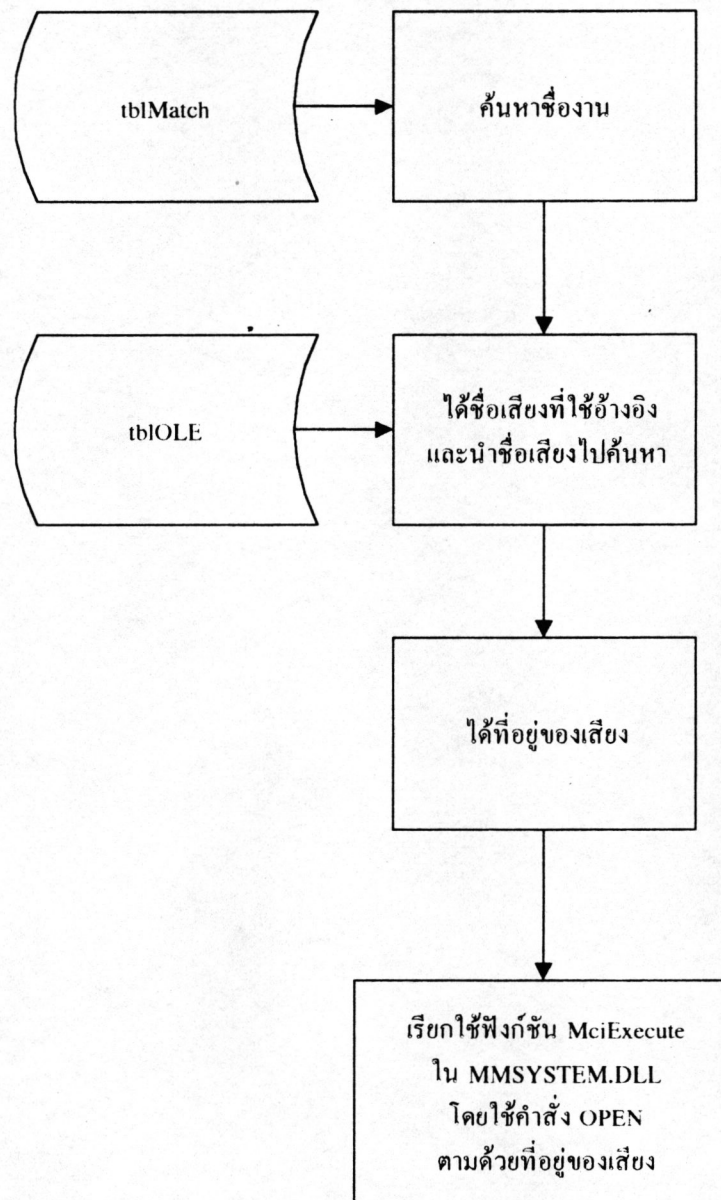 tblMatch
ค้นหาชื่องาน
tblOLE
ได้ชื่อเสียงที่ใช้อ้างอิง
และนำชื่อเสียงไปค้นหา
ได้ที่อยู่ของเสียง
เรียกใช้ฟังก์ชัน MciExecute
ใน MMSYSTEM.DLL
โดยใช้คำสั่ง OPEN
ตามด้วยที่อยู่ของเสียง